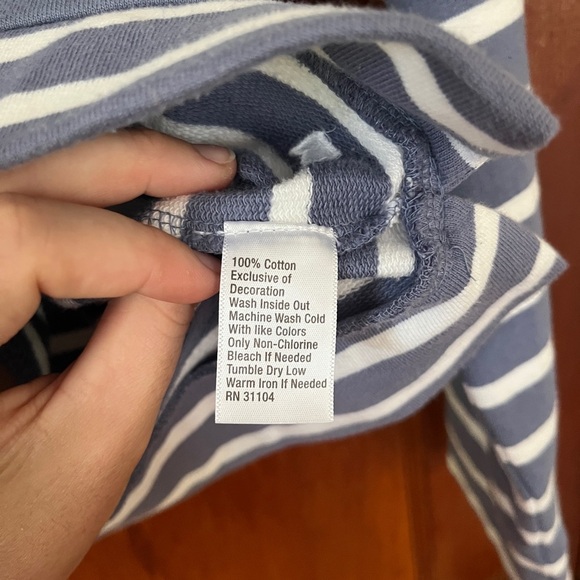 100% Cotton
Exclusive of
Decoration
Wash Inside Out
Machine Wash Cold
With like Colors
Only Non-Chlorine
Bleach If Needed
Tumble Dry Low
Warm Iron If Needed
RN 31104